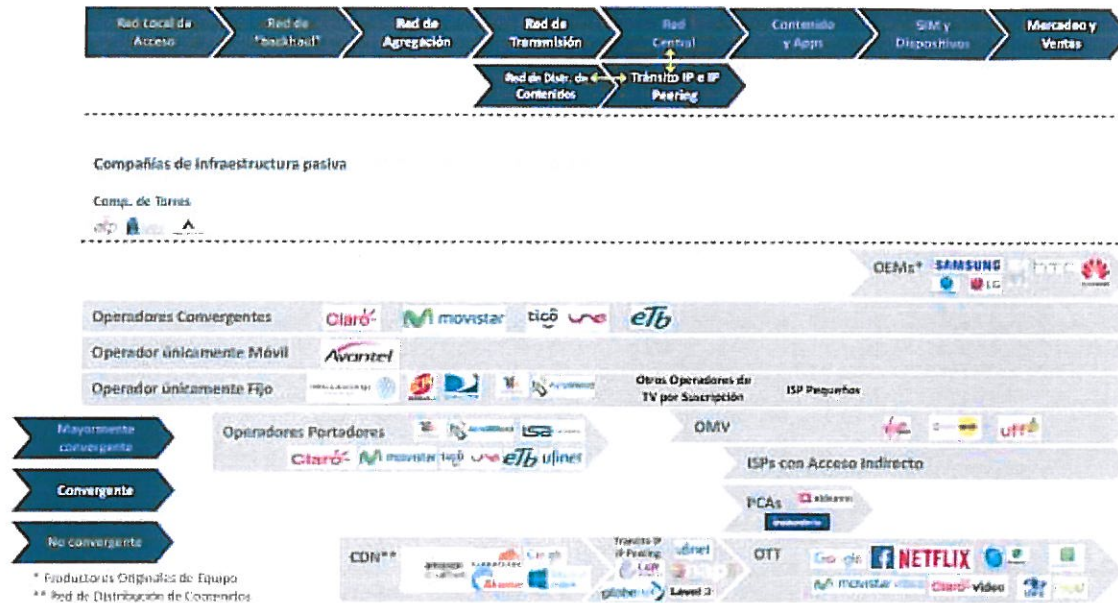 Red Local de
Acceso
Red de
"backhaul"
Red de
Agregación
Red de
Transmisión
Red
Central
Contenido
y Apps
SIM y
Dispositivos
Mercadeo y
Ventas
Red de Distr. de
Contenidos
Tránsito IP e IP
Peering
Compañías de infraestructura pasiva
Comp. de Torres
atp
OEMs* SAMSUNG LG
Operadores Convergentes Claro movistar tigo une eTb
Operador únicamente Móvil Avantel
Operador únicamente Fijo
Otros Operadores de
TV por Suscripción
ISP Pequeños
Mayormente
convergente
Operadores Portadores
Claro movistar tigo une eTb ufinet
OMV uff
ISPs con Acceso Indirecto
Convergente
PCAs
No convergente
CDN** amazon Google Akamai
Tránsito IP
IP Peering ufinet
Level 3
OTT Google NETFLIX
movistar Claro video
* Productores Originales de Equipo
** Red de Distribución de Contenidos